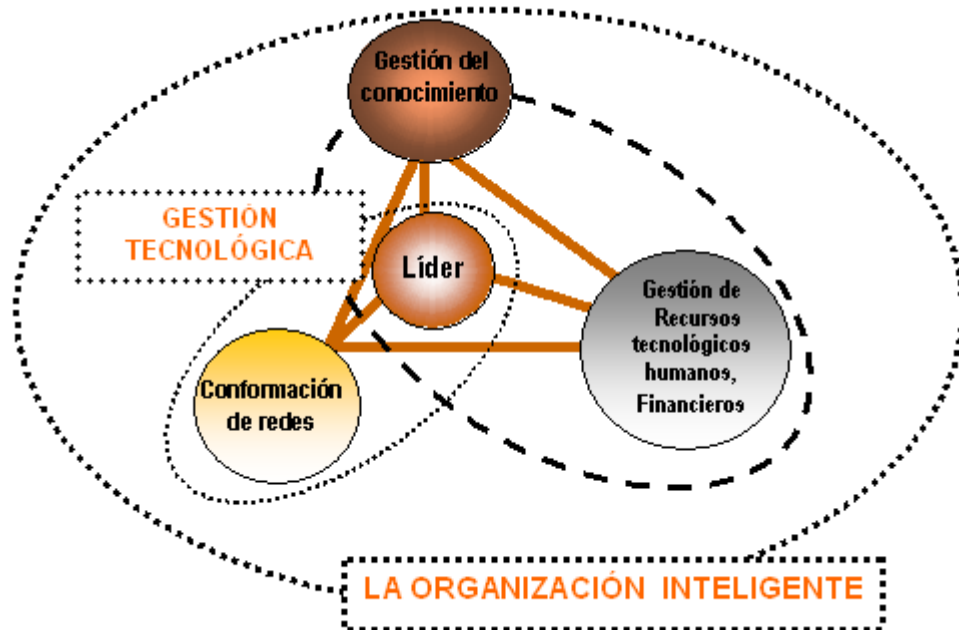 Gestión del
conocimiento
GESTIÓN
TECNOLÓGICA
Líder
Gestión de
Recursos
tecnológicos
humanos,
Financieros
Conformación
de redes
LA ORGANIZACIÓN INTELIGENTE